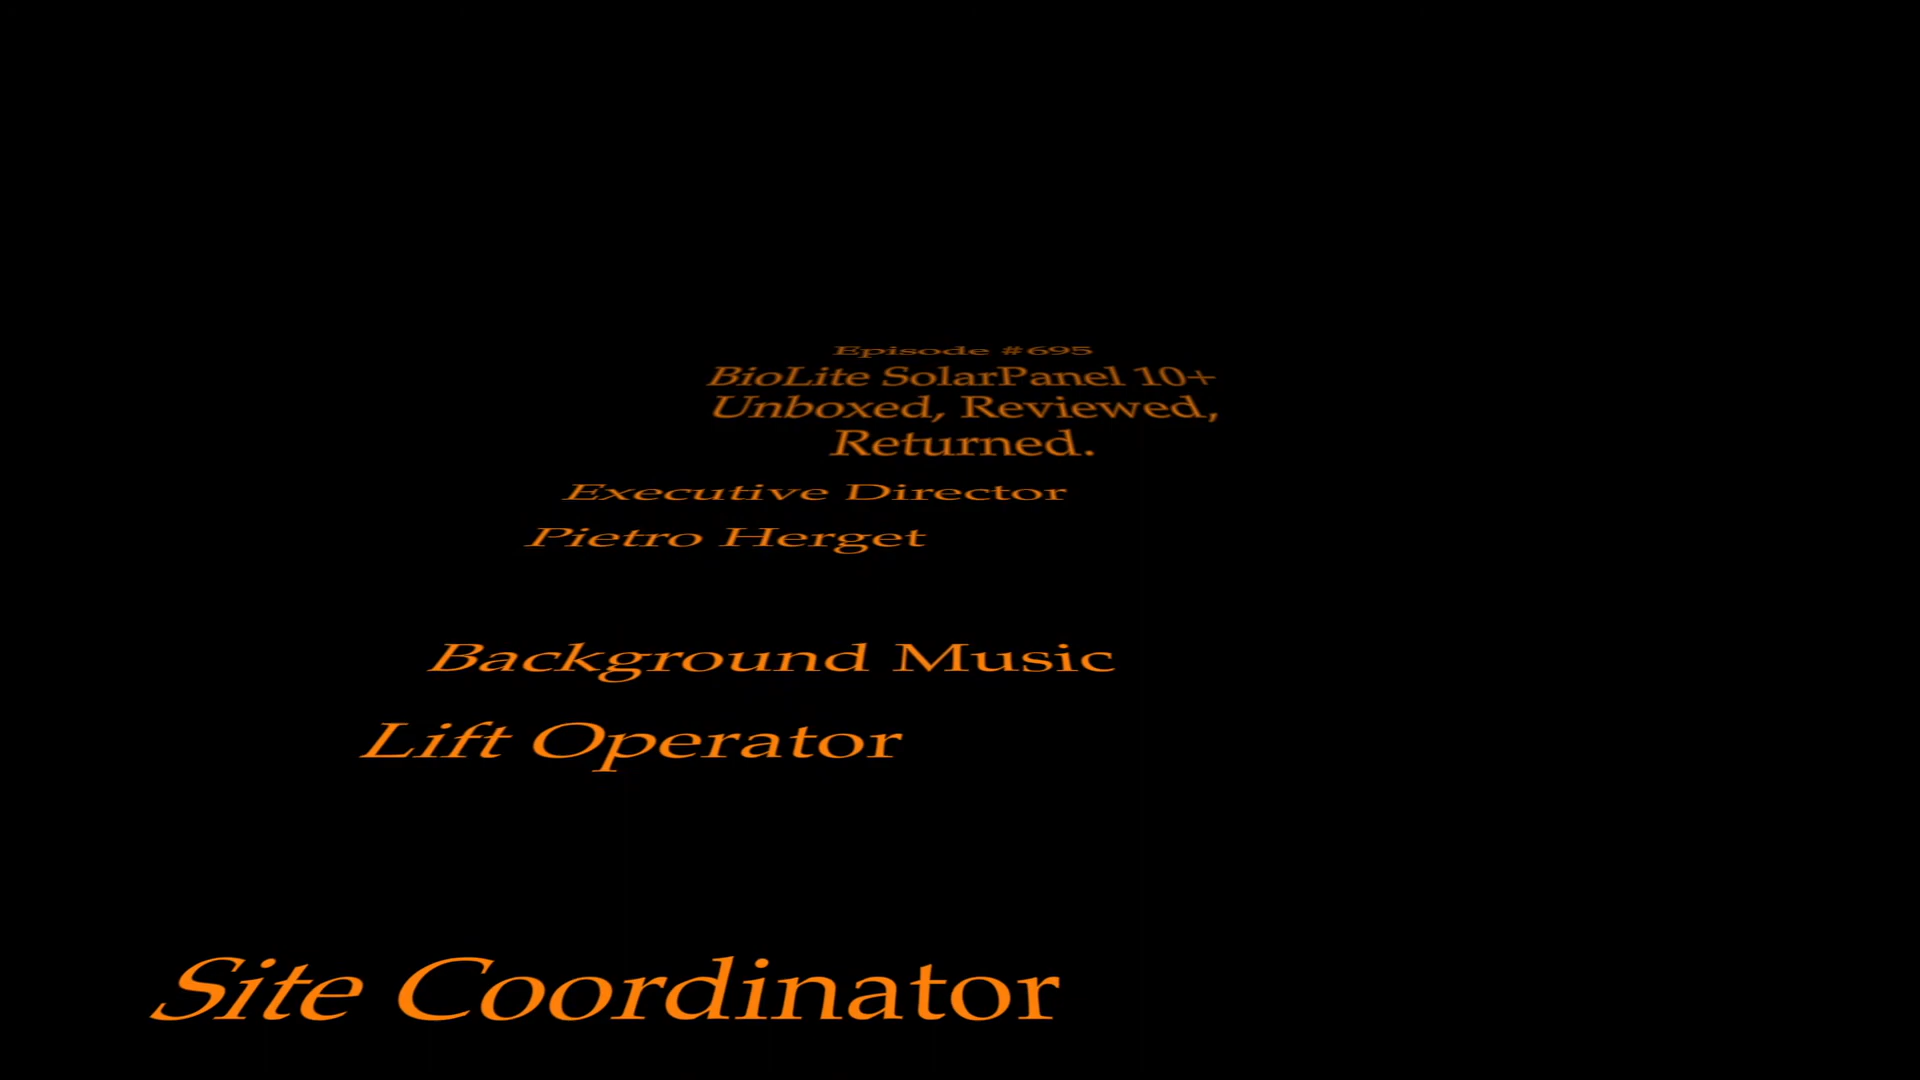 Episode #695
BioLite SolarPanel 10+
Unboxed, Reviewed,
Returned.
Executive Director
Pietro Herget
Background Music
Lift Operator
Site Coordinator